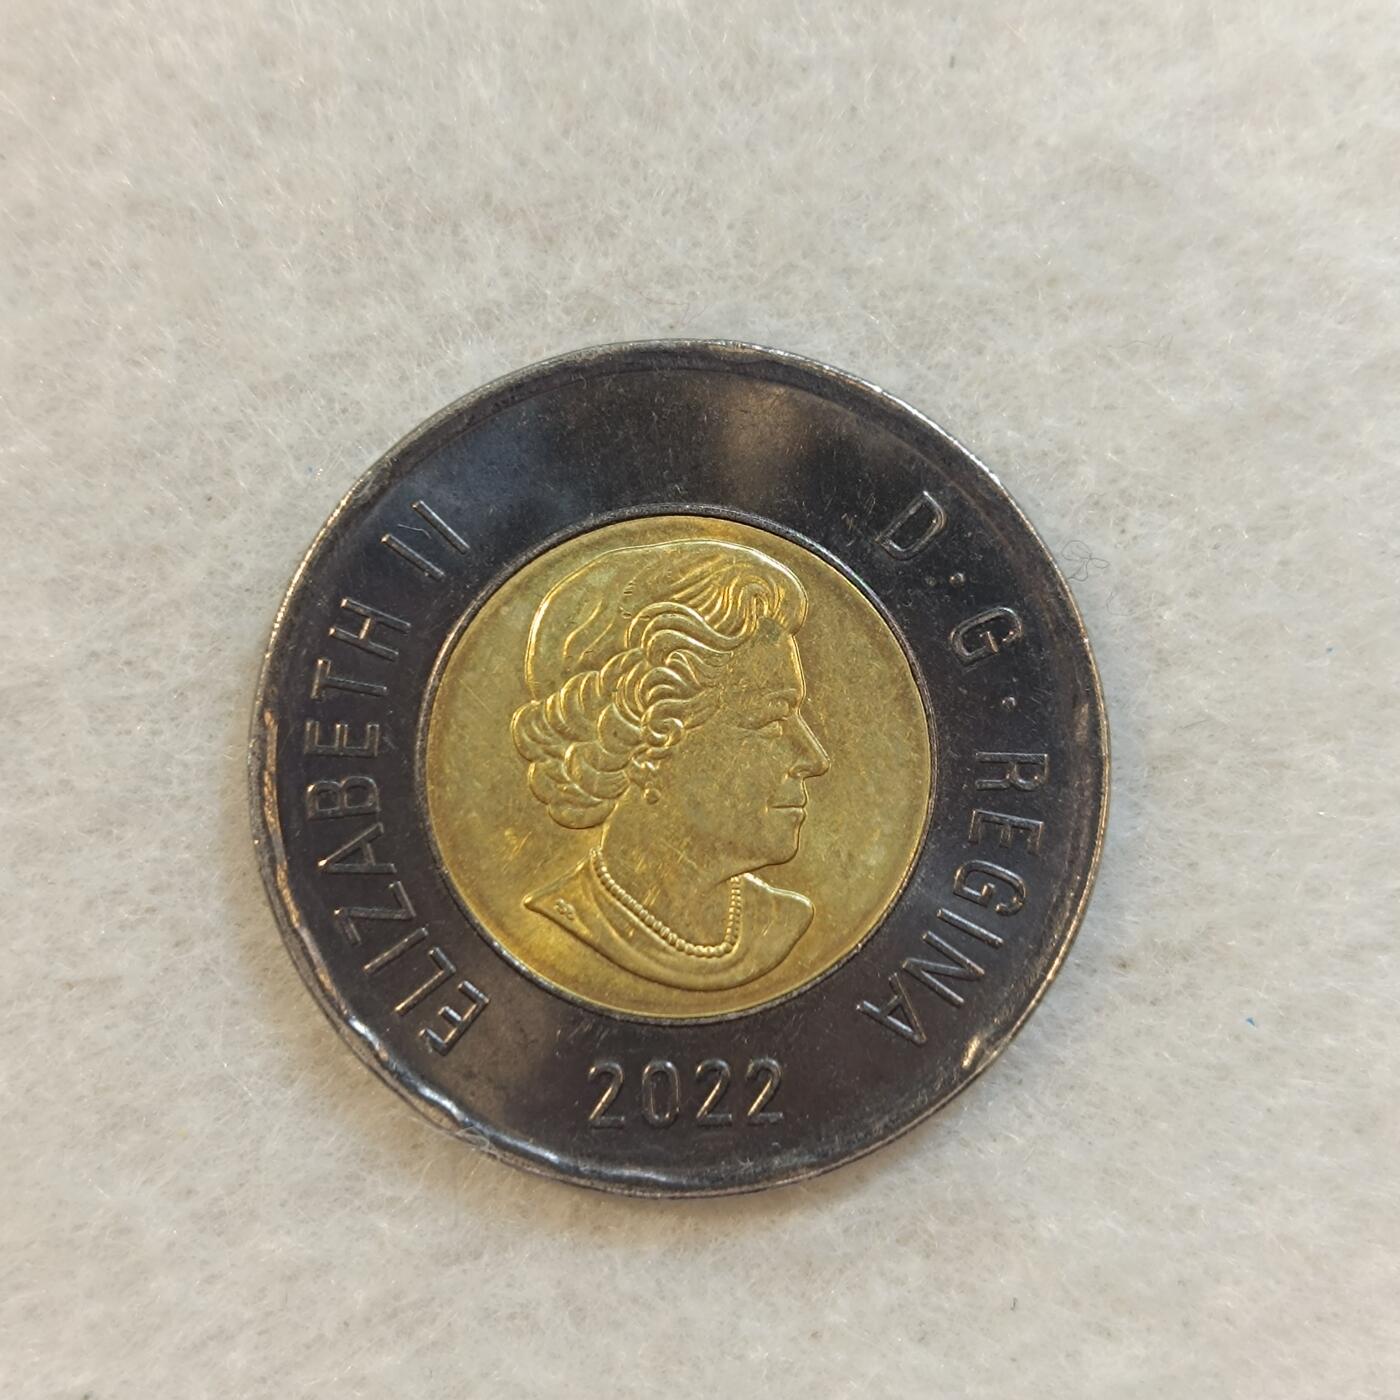 ELIZABETH II
D · G · REGINA
2022